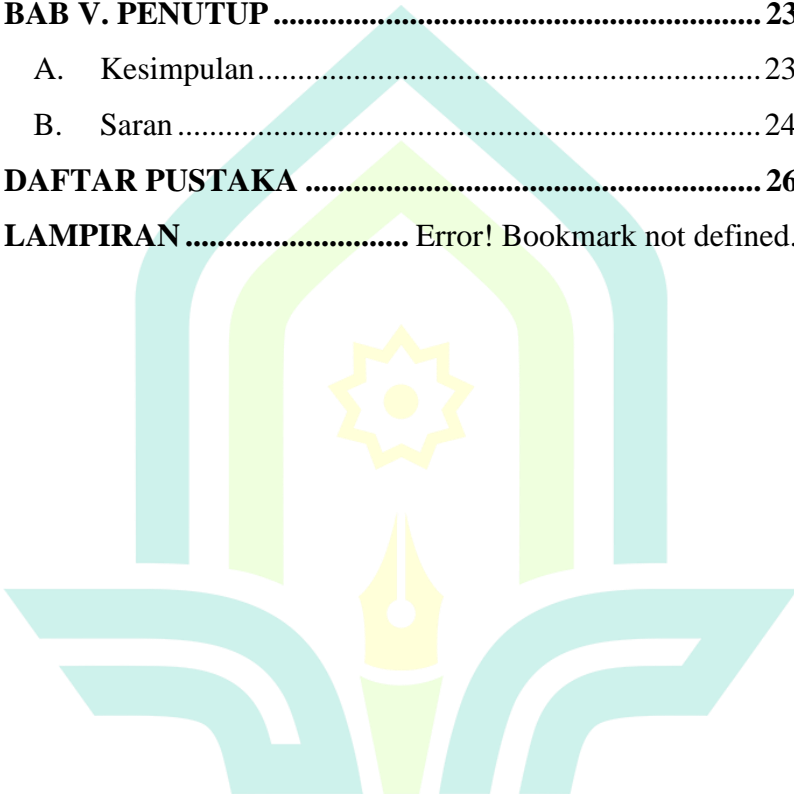 BAB V. PENUTUP ............................................................. 23
A. Kesimpulan ............................................................. 23
B. Saran ....................................................................... 24
DAFTAR PUSTAKA ......................................................... 26
LAMPIRAN ............................ Error! Bookmark not defined.